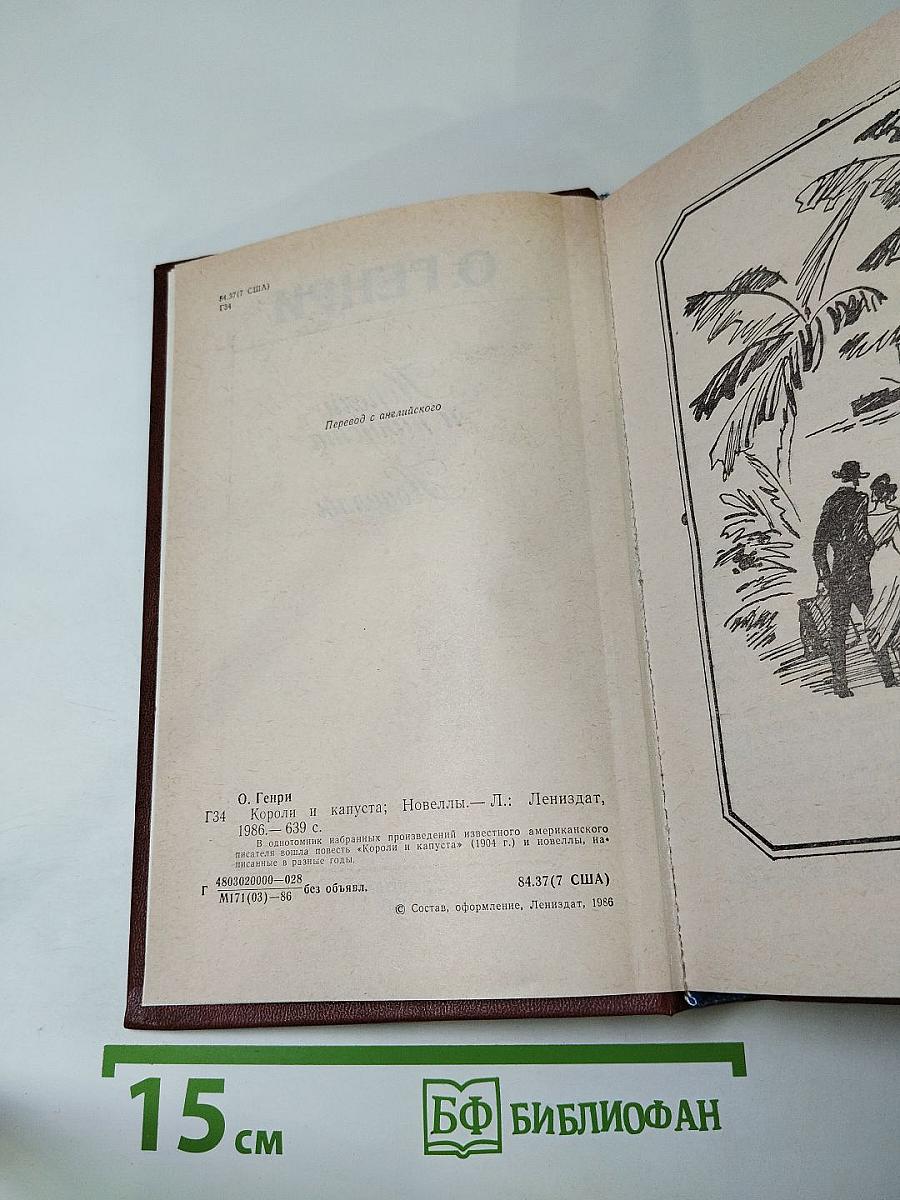 84.37(7 США)
Г34
О. ГЕНРИ
Перевод с английского
О. Генри
Г34 Короли и капуста; Новеллы.— Л.: Лениздат,
1986.— 639 с.
В однотомник избранных произведений известного американского
писателя вошла повесть «Короли и капуста» (1904 г.) и новеллы, на-
писанные в разные годы.
Г 4803020000—028
М171(03)—86 без объявл.
84.37(7 США)
© Состав, оформление, Лениздат, 1986
15 см
БФ БИБЛИОФАН